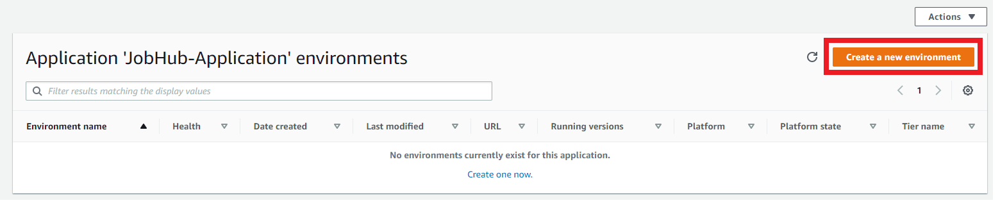 Actions
Application 'JobHub-Application' environments
Create a new environment
Filter results matching the display values
1
Environment name Health Date created Last modified URL Running versions Platform Platform state Tier name
No environments currently exist for this application.
Create one now.